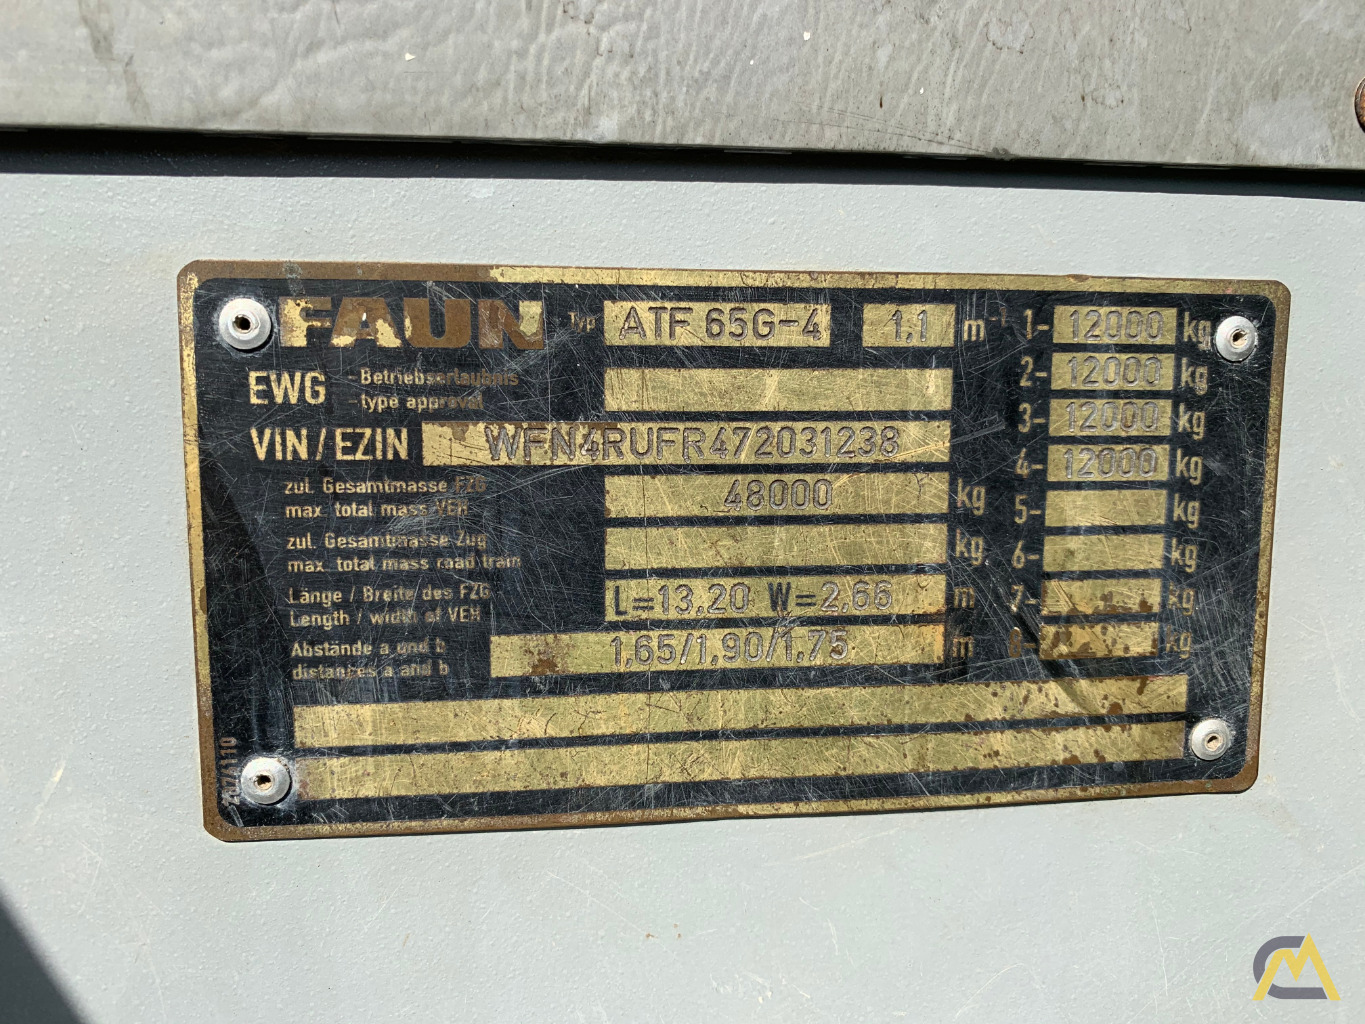 FAUN Typ ATF 65G-4 1,1 m⁻¹ 1- 12000 kg
EWG -Betriebserlaubnis
-type approval
2- 12000 kg
VIN/EZIN WFN4RUFR472031238 3- 12000 kg
zul. Gesamtmasse FZG
max. total mass VEH 48000 kg
4- 12000 kg
5- kg
zul. Gesamtmasse Zug
max. total mass road train kg
6- kg
Länge / Breite des FZG
Length / width of VEH L=13,20 W=2,66 m
7- kg
Abstände a und b
distances a and b 1,65/1,90/1,75 m
8- kg
CM